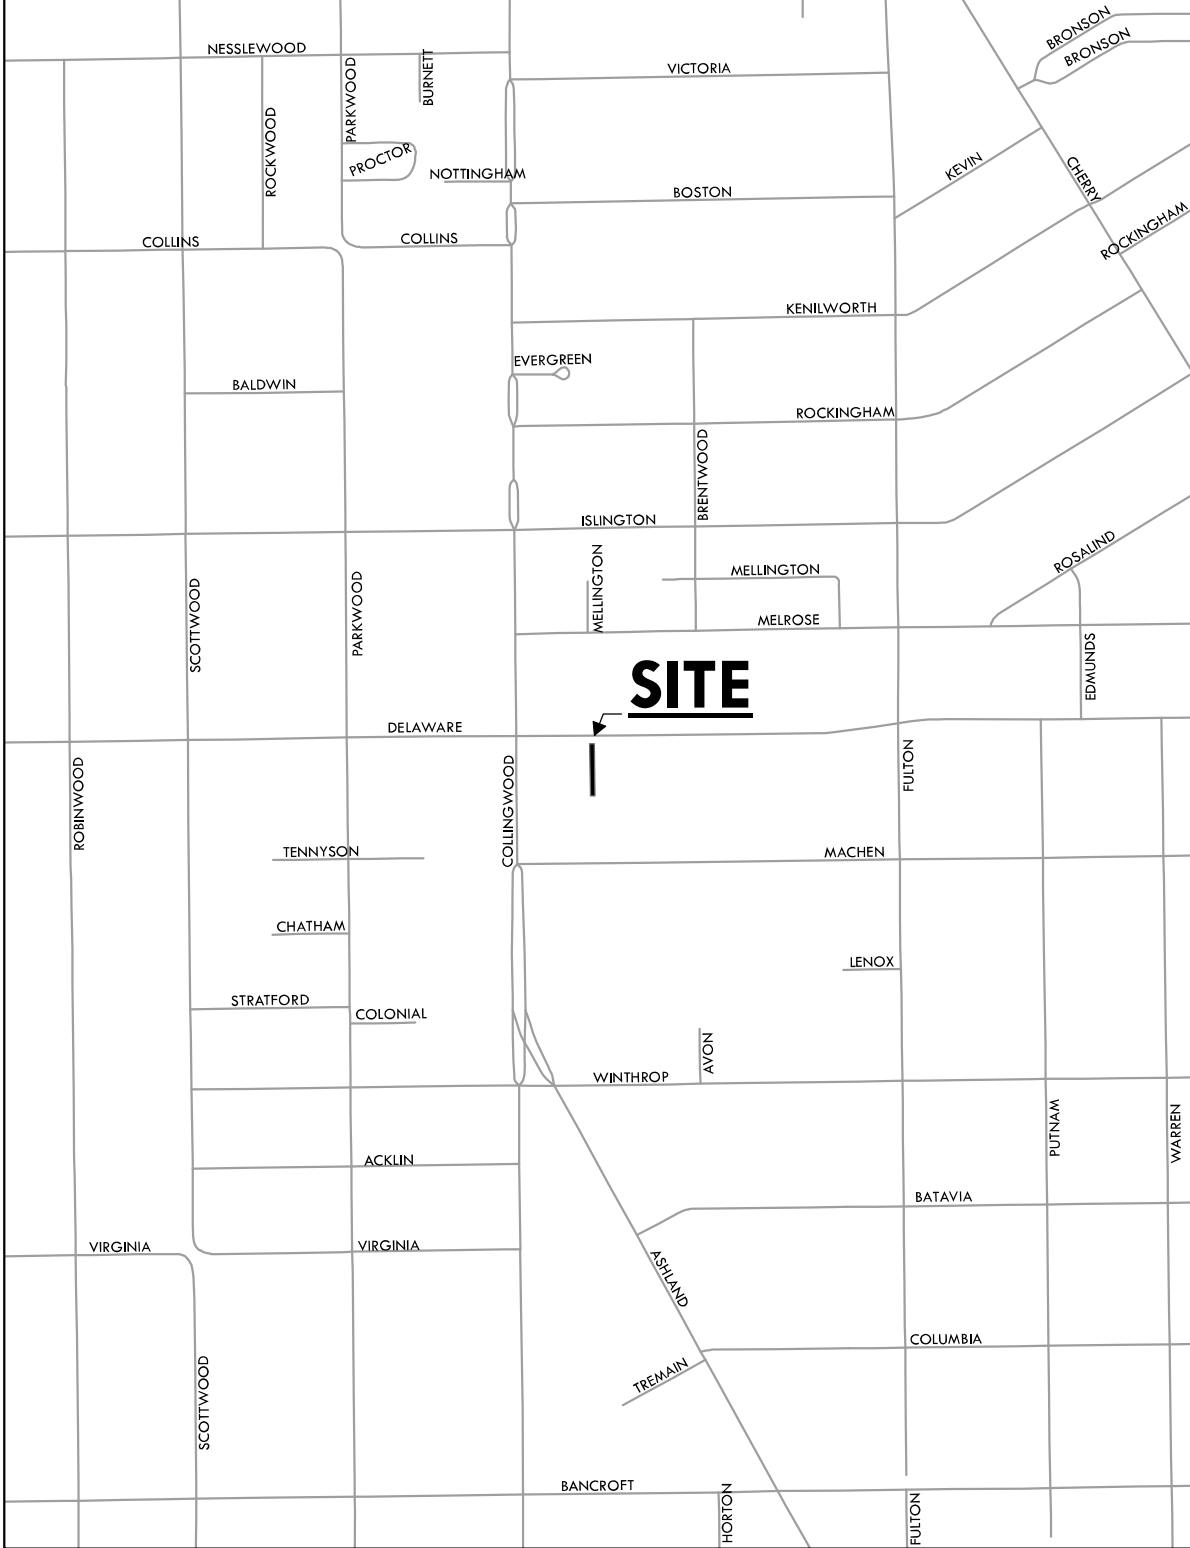 BRONSON
BRONSON
NESSLEWOOD
BURNETT
VICTORIA
PARKWOOD
ROCKWOOD
PROCTOR
NOTTINGHAM
KEVIN
CHERRY
BOSTON
ROCKINGHAM
COLLINS
COLLINS
KENILWORTH
EVERGREEN
BALDWIN
ROCKINGHAM
BRENTWOOD
ISLINGTON
MELLINGTON
MELLINGTON
ROSALIND
SCOTTWOOD
PARKWOOD
MELROSE
EDMUNDS
SITE
DELAWARE
FULTON
ROBINWOOD
COLLINGWOOD
TENNYSON
MACHEN
CHATHAM
LENOX
STRATFORD
COLONIAL
AVON
WINTHROP
PUTNAM
WARREN
ACKLIN
BATAVIA
VIRGINIA
VIRGINIA
ASHLAND
COLUMBIA
TREMAIN
SCOTTWOOD
BANCROFT
HORTON
FULTON